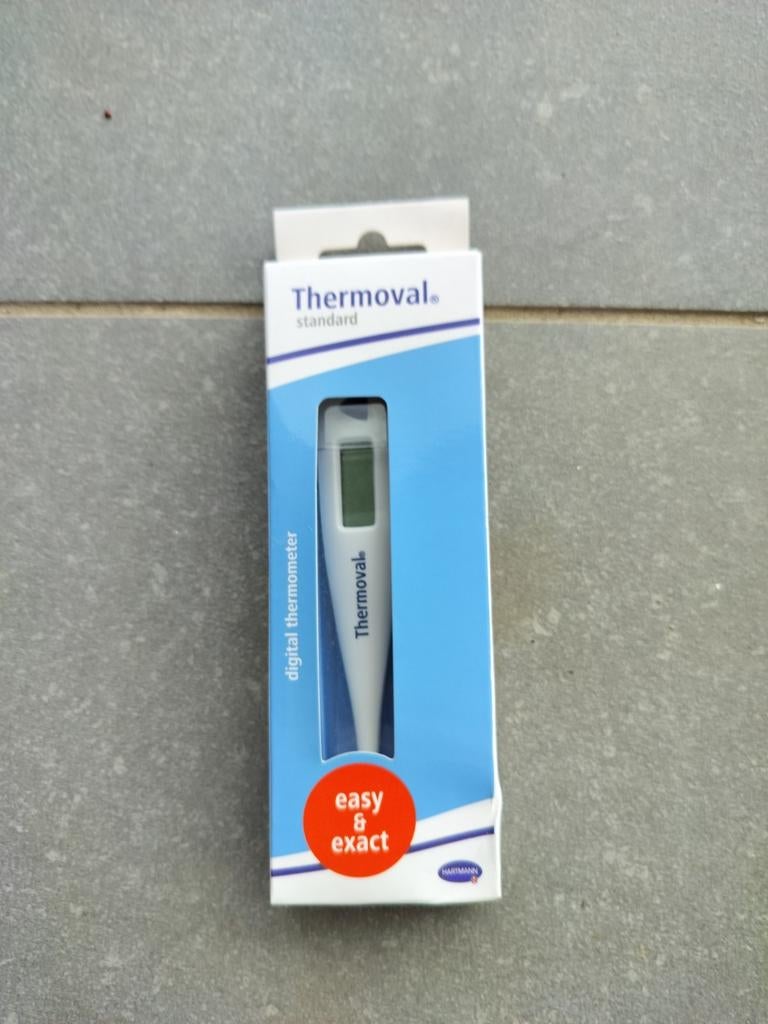 Thermoval®
standard
digital thermometer
Thermoval®
easy
&
exact
HARTMANN